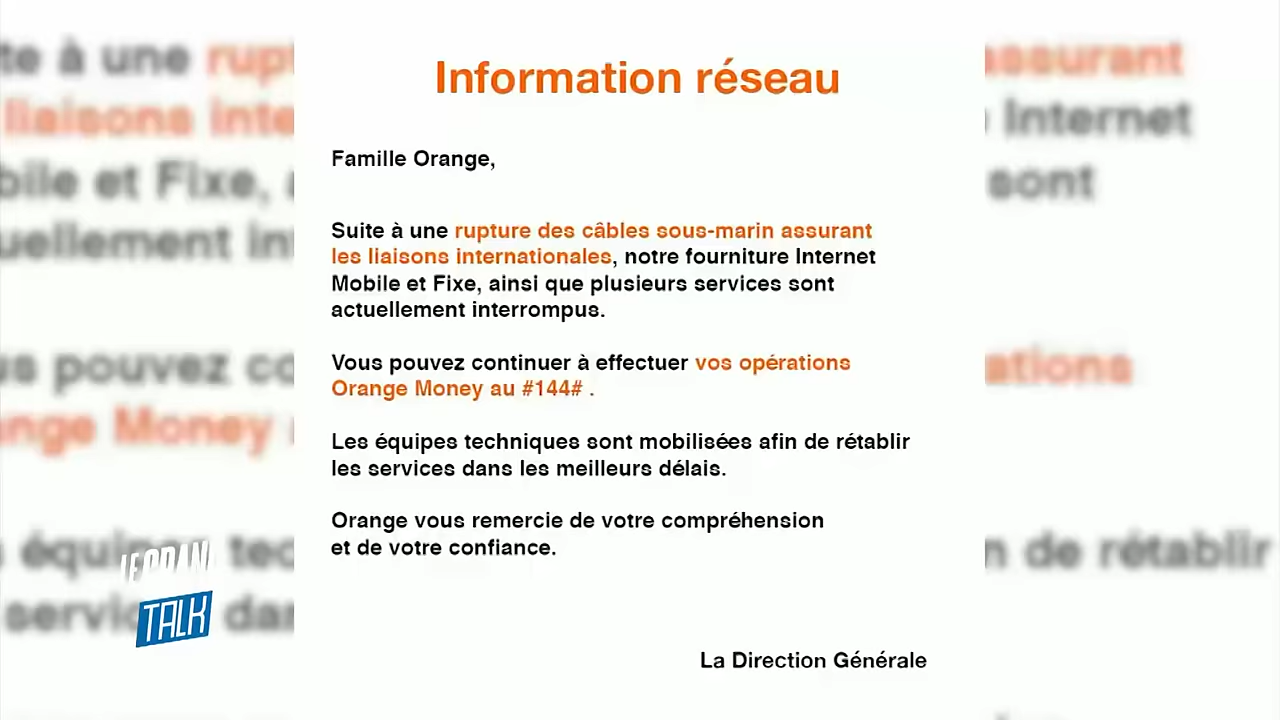 Information réseau
Famille Orange,
Suite à une rupture des câbles sous-marin assurant
les liaisons internationales, notre fourniture Internet
Mobile et Fixe, ainsi que plusieurs services sont
actuellement interrompus.
Vous pouvez continuer à effectuer vos opérations
Orange Money au #144# .
Les équipes techniques sont mobilisées afin de rétablir
les services dans les meilleurs délais.
Orange vous remercie de votre compréhension
et de votre confiance.
La Direction Générale
LE GRAND
TALK